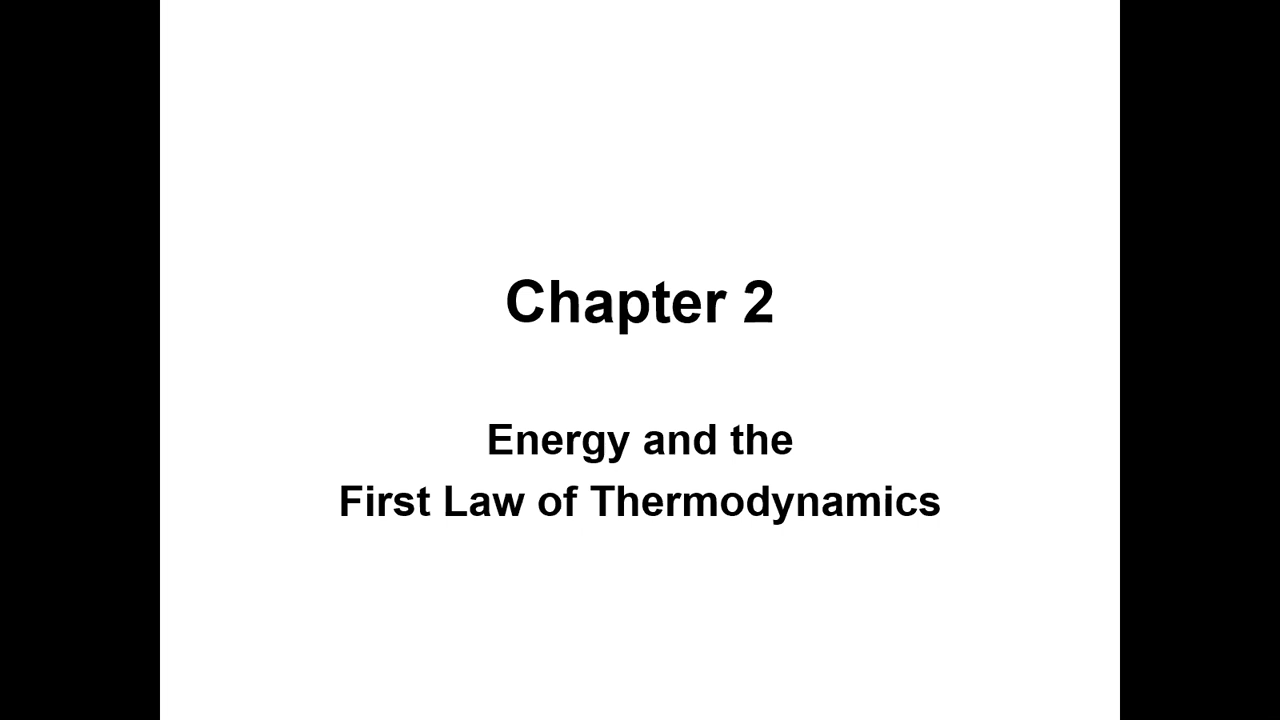 Chapter 2
Energy and the
First Law of Thermodynamics